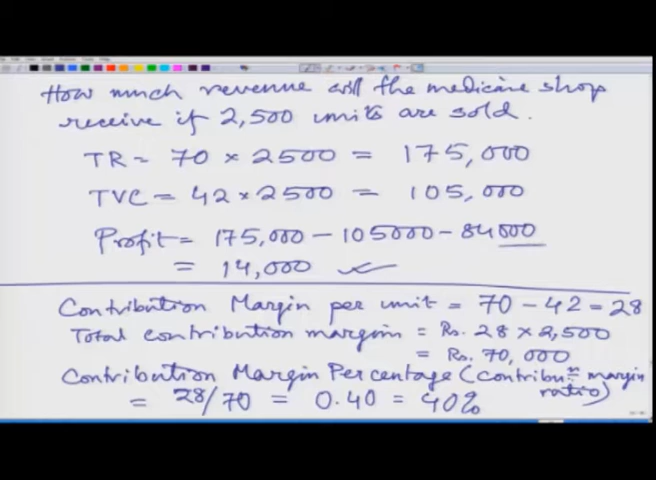 How much revenue will the medicine shop
receive if 2,500 units are sold.
TR = 70 × 2500 = 175,000
TVC = 42 × 2500 = 105,000
Profit = 175,000 - 105000 - 84000
= 14,000 ✓
Contribution Margin per unit = 70 - 42 = 28
Total contribution margin = Rs. 28 × 2,500
= Rs. 70,000
Contribution Margin Percentage (contribuⁿ margin
ratio)
= 28/70 = 0.40 = 40%